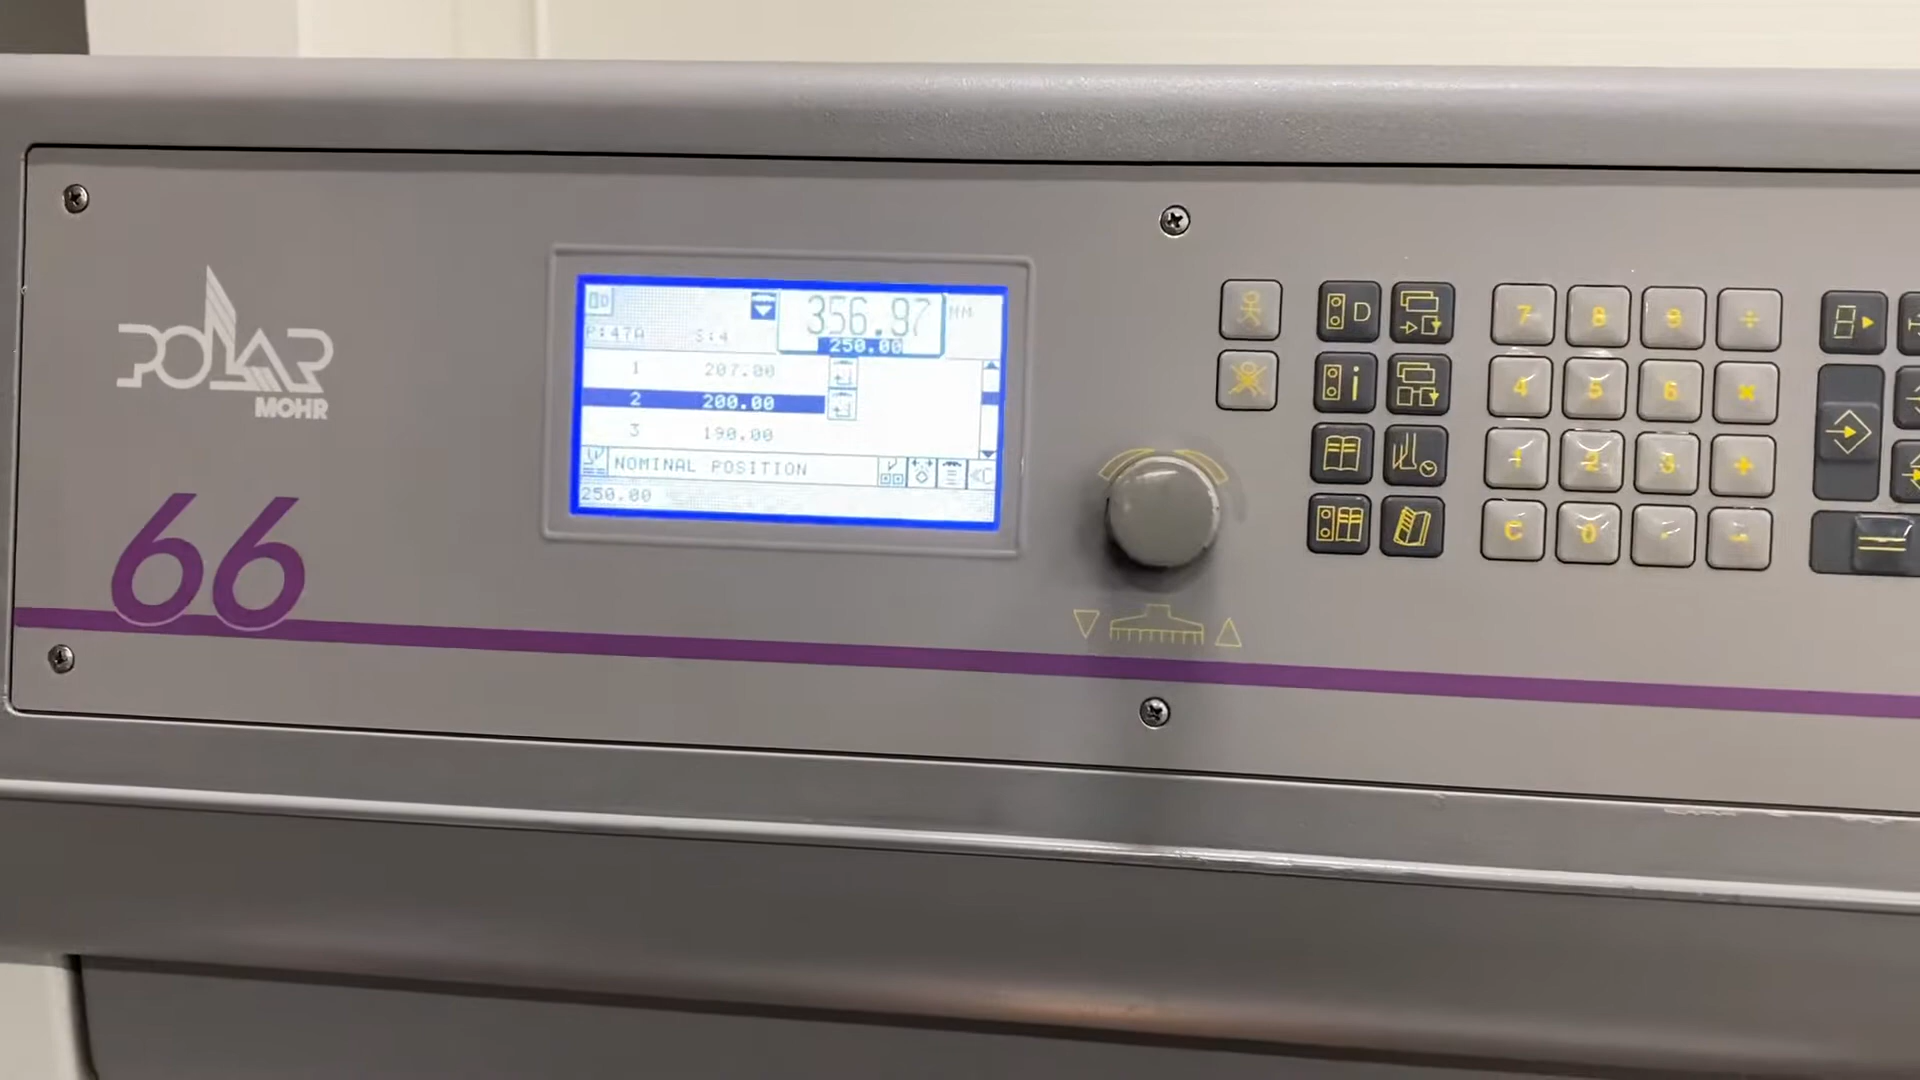 POLAR
MOHR
66
D
P:47A S:4
356.97 MM
250.00
1 207.00
2 200.00
3 190.00
NOMINAL POSITION
250.00
D
i
7 8 9 ÷
4 5 6 ×
1 2 3 +
C 0 . -
=